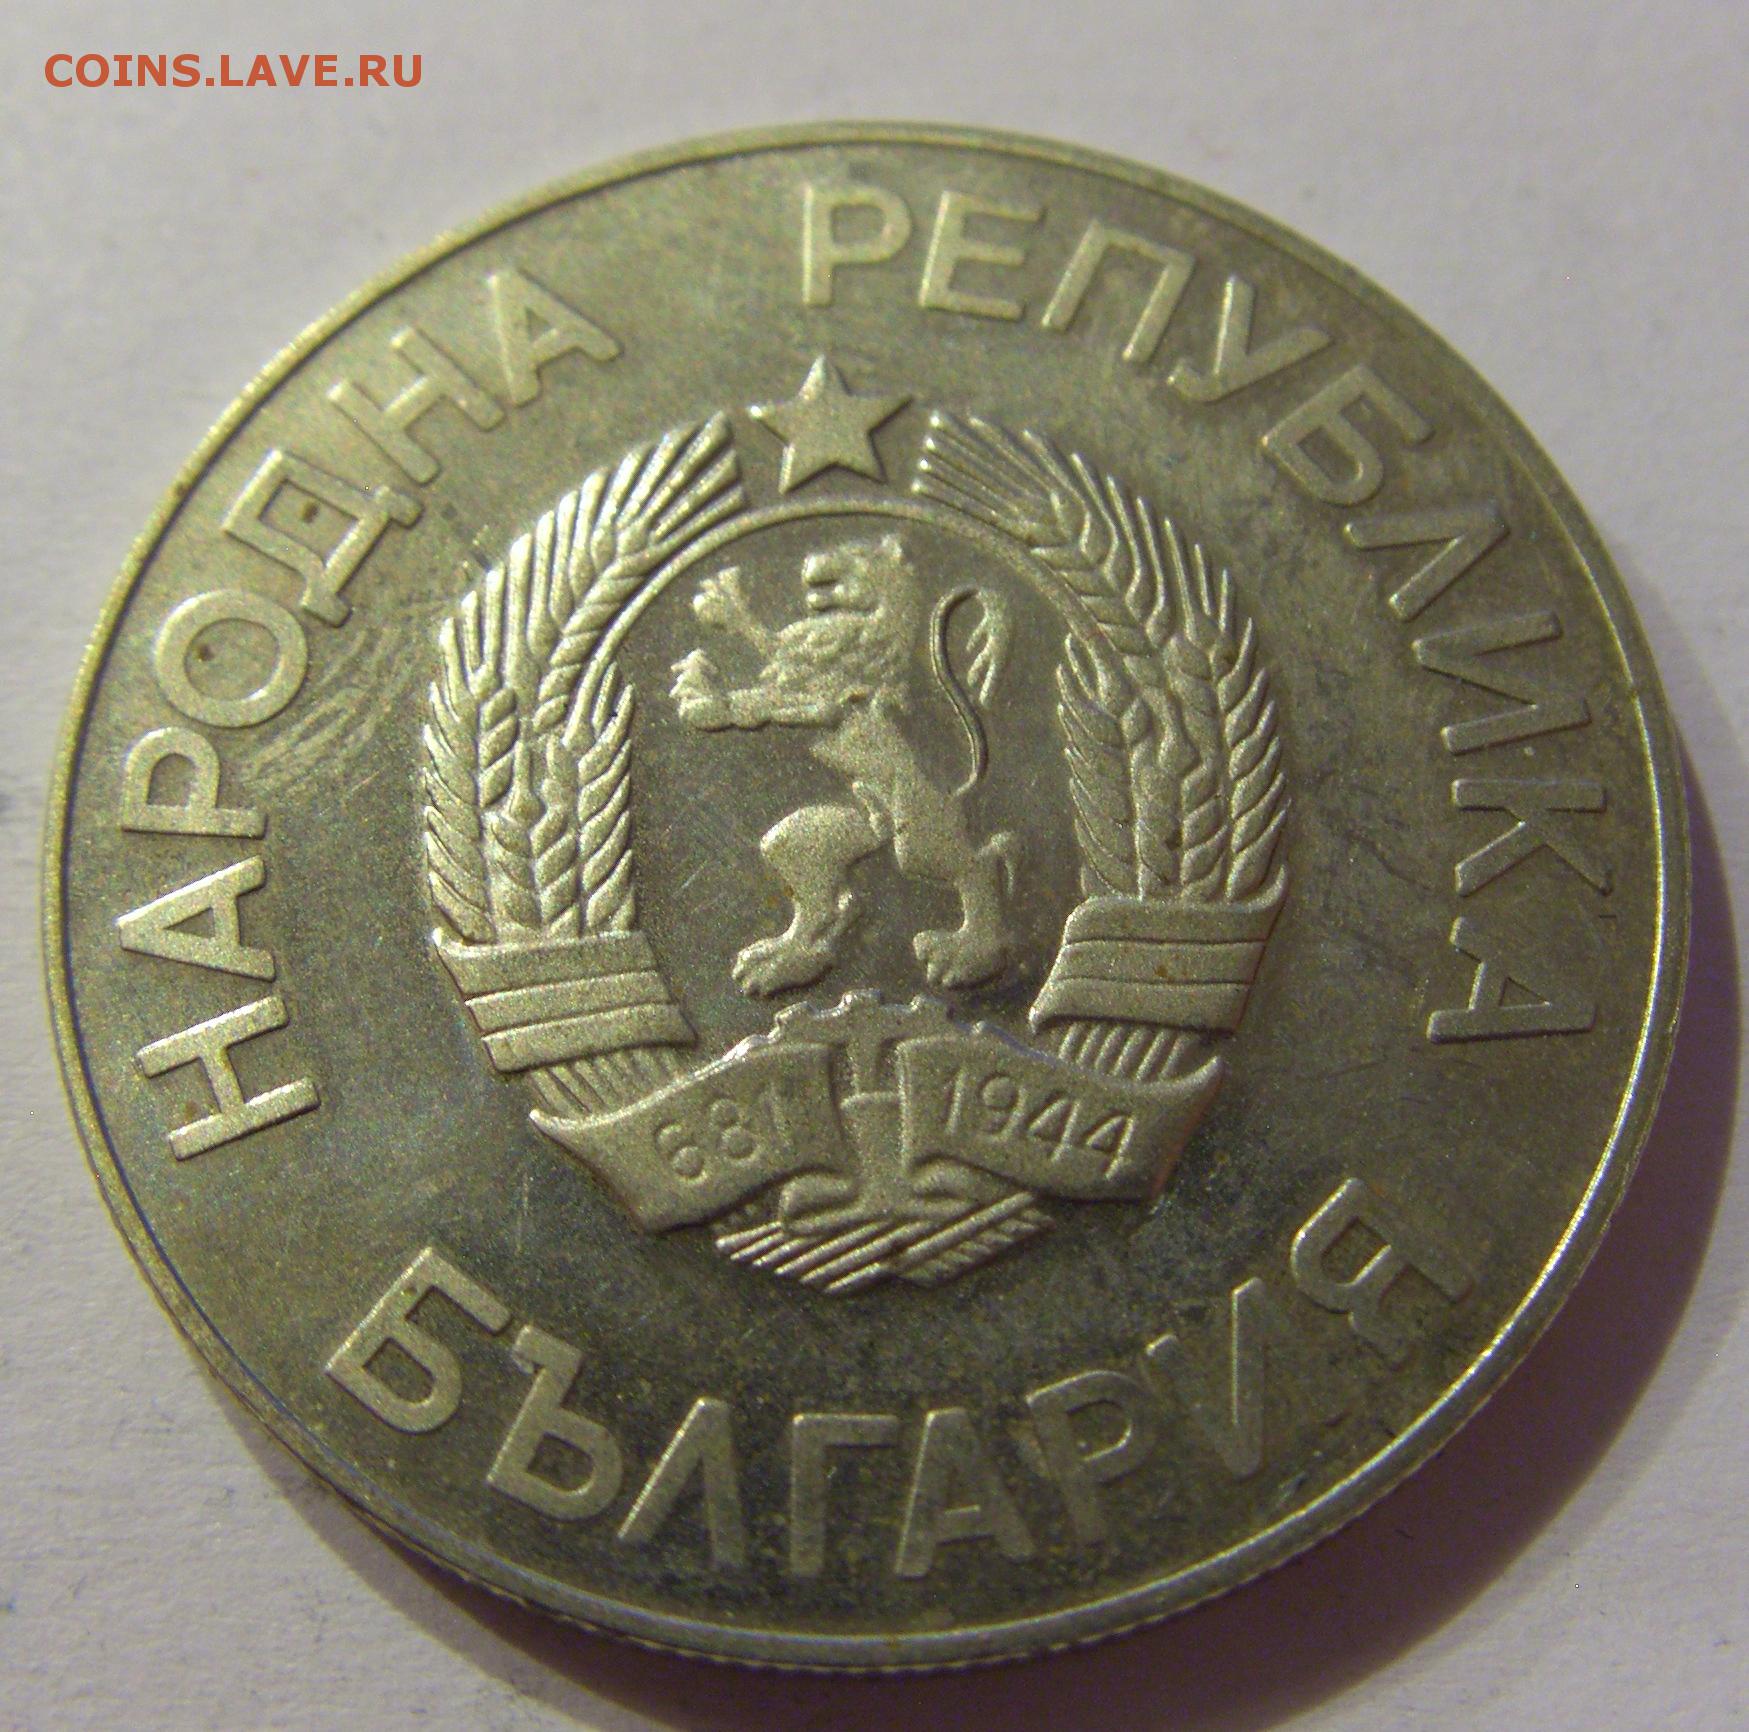 COINS.LAVE.RU
НАРОДНА РЕПУБЛИКА
681 1944
БЪЛГАРИЯ